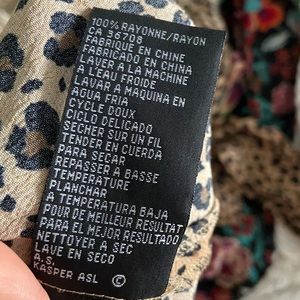 100% RAYONNE/RAYON
CA 36703
FABRIQUE EN CHINE
FABRICADO EN CHINA
LAVER A LA MACHINE
A L'EAU FROIDE
LAVAR A MAQUINA EN
AGUA FRIA
CYCLE DOUX
CICLO DELICADO
SECHER SUR UN FIL
TENDER EN CUERDA
PARA SECAR
REPASSER A BASSE
TEMPERATURE
PLANCHAR
A TEMPERATURA BAJA
POUR DE MEILLEUR RESULTAT
PARA EL MEJOR RESULTADO
NETTOYER A SEC
LAVE EN SECO
A.S.
KASPER ASL ©